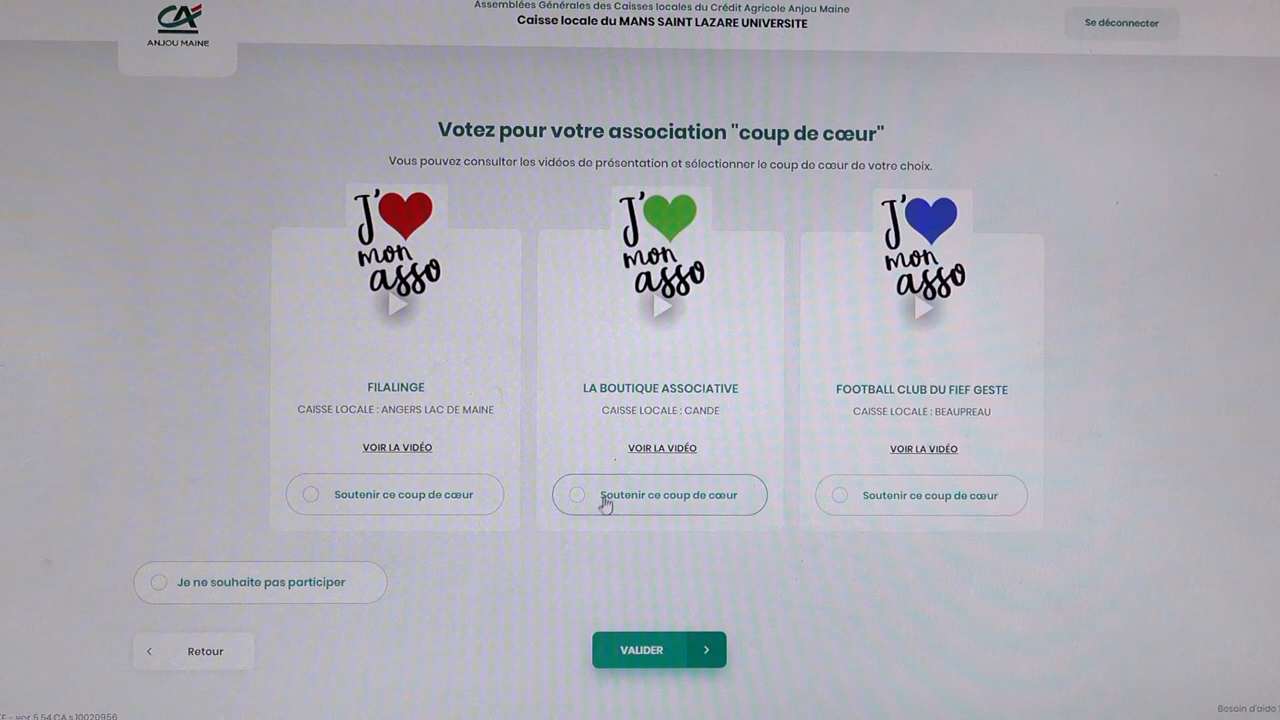 Assemblées Générales des Caisses locales du Crédit Agricole Anjou Maine
Caisse locale du MANS SAINT LAZARE UNIVERSITE
Se déconnecter
CA
ANJOU MAINE
Votez pour votre association "coup de cœur"
Vous pouvez consulter les vidéos de présentation et sélectionner le coup de cœur de votre choix.
J'
mon
asso
J'
mon
asso
J'
mon
asso
FILALINGE
CAISSE LOCALE : ANGERS LAC DE MAINE
VOIR LA VIDÉO
Soutenir ce coup de cœur
LA BOUTIQUE ASSOCIATIVE
CAISSE LOCALE : CANDE
VOIR LA VIDÉO
Soutenir ce coup de cœur
FOOTBALL CLUB DU FIEF GESTE
CAISSE LOCALE : BEAUPREAU
VOIR LA VIDÉO
Soutenir ce coup de cœur
Je ne souhaite pas participer
Retour
VALIDER
Besoin d'aide